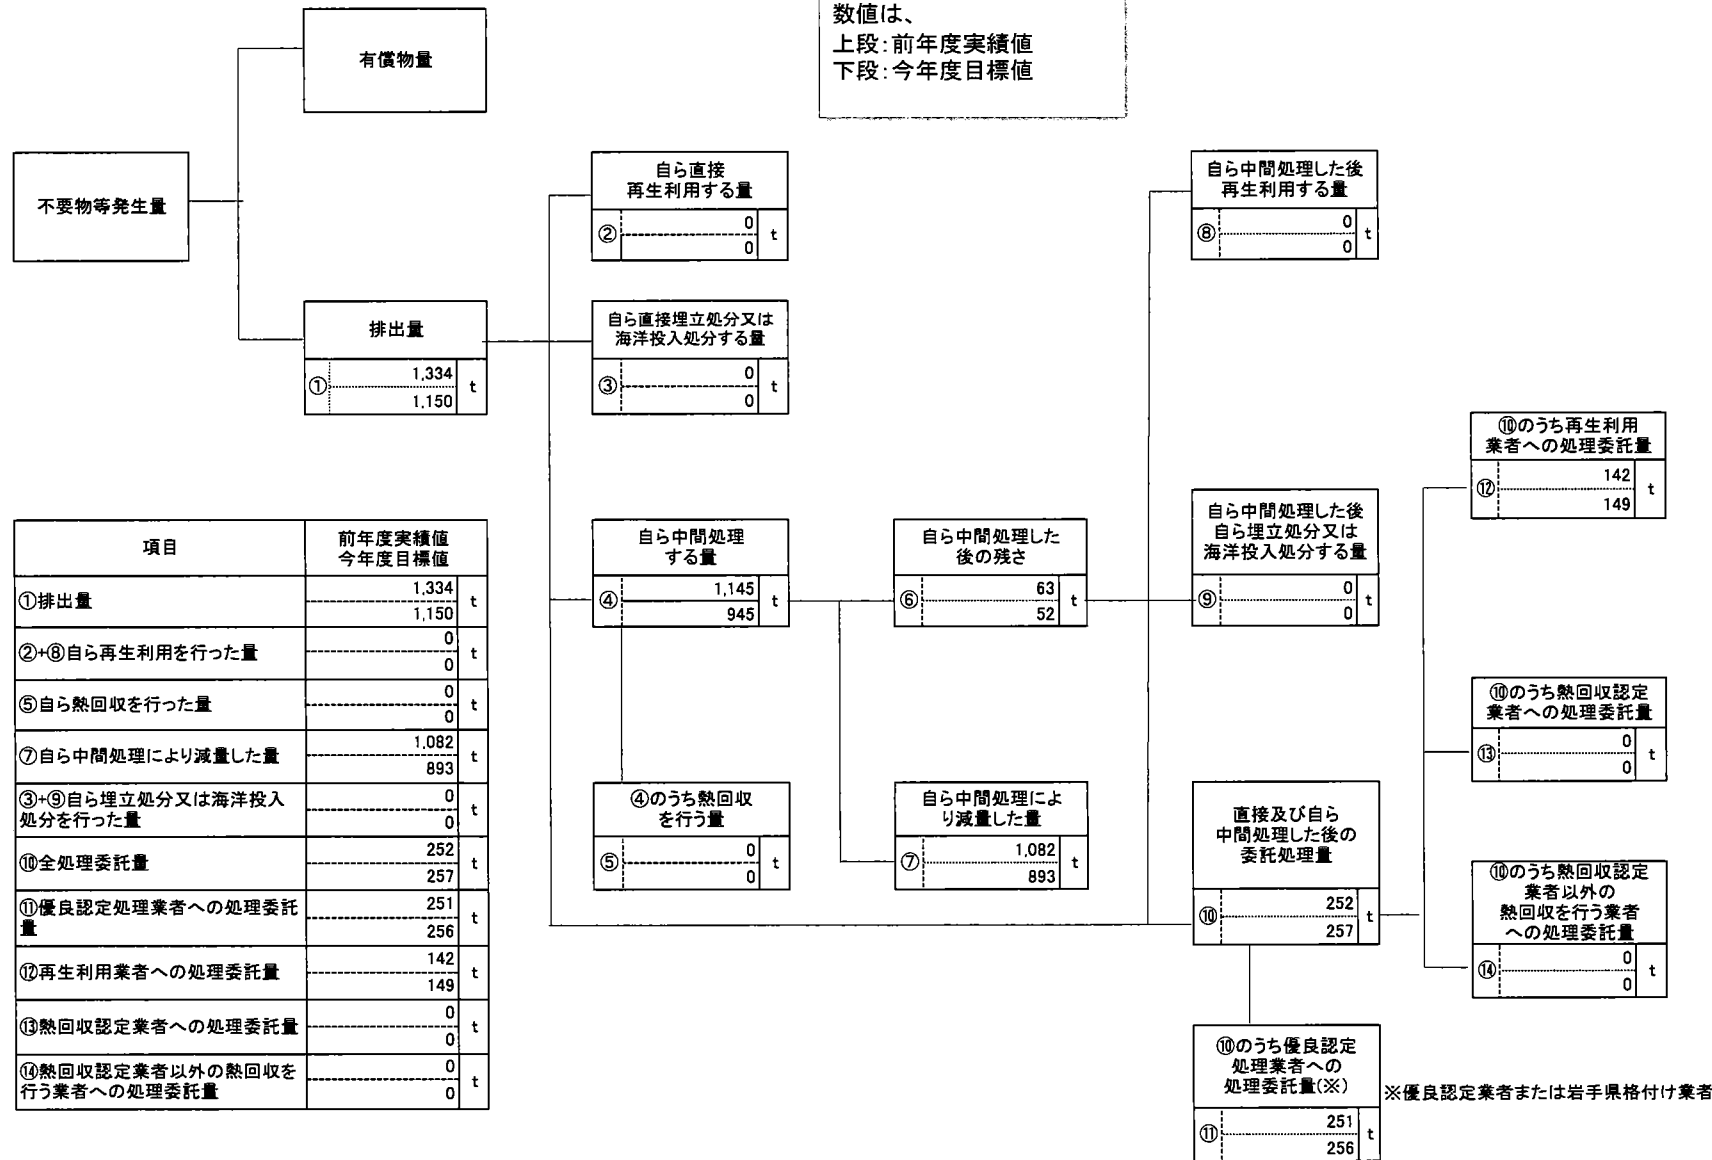 数値は、
上段:前年度実績値
下段:今年度目標値
有償物量
不要物等発生量
排出量
①
1,334
1,150
t
自ら直接
再生利用する量
②
0
0
t
自ら直接埋立処分又は
海洋投入処分する量
③
0
0
t
自ら中間処理した後
再生利用する量
⑧
0
0
t
自ら中間処理
する量
④
1,145
945
t
自ら中間処理した
後の残さ
⑥
63
52
t
自ら中間処理した後
自ら埋立処分又は
海洋投入処分する量
⑨
0
0
t
⑩のうち再生利用
業者への処理委託量
⑫
142
149
t
⑩のうち熱回収認定
業者への処理委託量
⑬
0
0
t
④のうち熱回収
を行う量
⑤
0
0
t
自ら中間処理によ
り減量した量
⑦
1,082
893
t
直接及び自ら
中間処理した後の
委託処理量
⑩
252
257
t
⑩のうち熱回収認定
業者以外の
熱回収を行う業者
への処理委託量
⑭
0
0
t
⑩のうち優良認定
処理業者への
処理委託量(※)
⑪
251
256
t
※優良認定業者または岩手県格付け業者
項目
前年度実績値
今年度目標値
①排出量
1,334
1,150
t
②+⑧自ら再生利用を行った量
0
0
t
⑤自ら熱回収を行った量
0
0
t
⑦自ら中間処理により減量した量
1,082
893
t
③+⑨自ら埋立処分又は海洋投入
処分を行った量
0
0
t
⑩全処理委託量
252
257
t
⑪優良認定処理業者への処理委託
量
251
256
t
⑫再生利用業者への処理委託量
142
149
t
⑬熱回収認定業者への処理委託量
0
0
t
⑭熱回収認定業者以外の熱回収を
行う業者への処理委託量
0
0
t